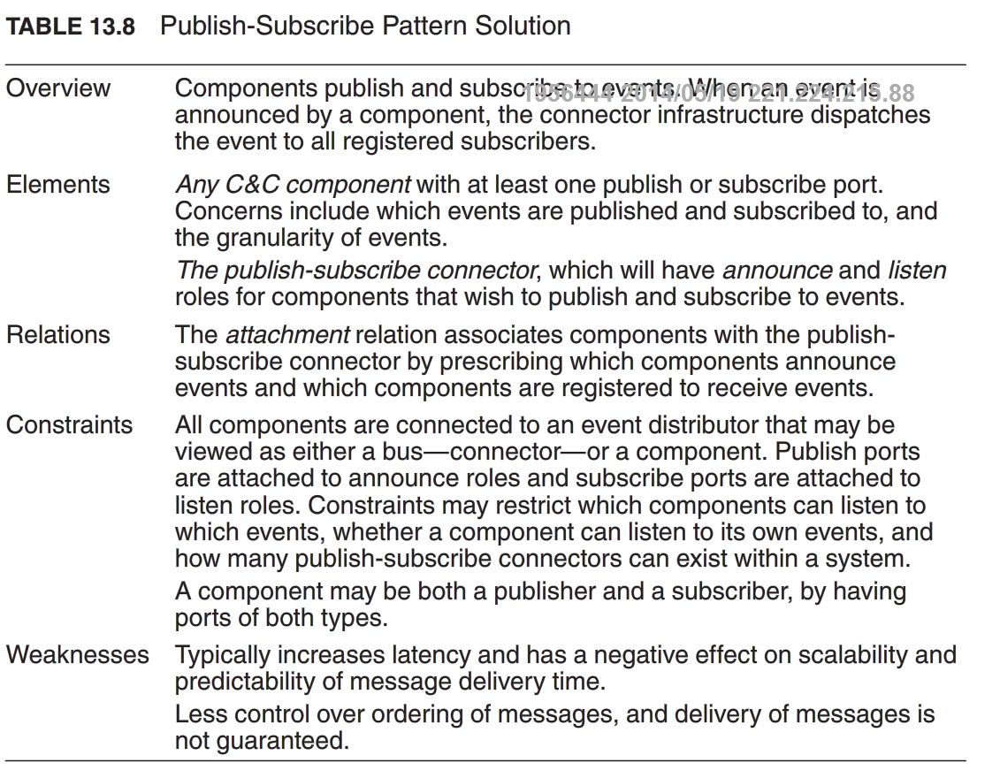 TABLE 13.8 Publish-Subscribe Pattern Solution
Overview Components publish and subscribe to events. When an event is
1956444 2014/05/19 221.224.215.88
announced by a component, the connector infrastructure dispatches
the event to all registered subscribers.
Elements Any C&C component with at least one publish or subscribe port.
Concerns include which events are published and subscribed to, and
the granularity of events.
The publish-subscribe connector, which will have announce and listen
roles for components that wish to publish and subscribe to events.
Relations The attachment relation associates components with the publish-
subscribe connector by prescribing which components announce
events and which components are registered to receive events.
Constraints All components are connected to an event distributor that may be
viewed as either a bus—connector—or a component. Publish ports
are attached to announce roles and subscribe ports are attached to
listen roles. Constraints may restrict which components can listen to
which events, whether a component can listen to its own events, and
how many publish-subscribe connectors can exist within a system.
A component may be both a publisher and a subscriber, by having
ports of both types.
Weaknesses Typically increases latency and has a negative effect on scalability and
predictability of message delivery time.
Less control over ordering of messages, and delivery of messages is
not guaranteed.